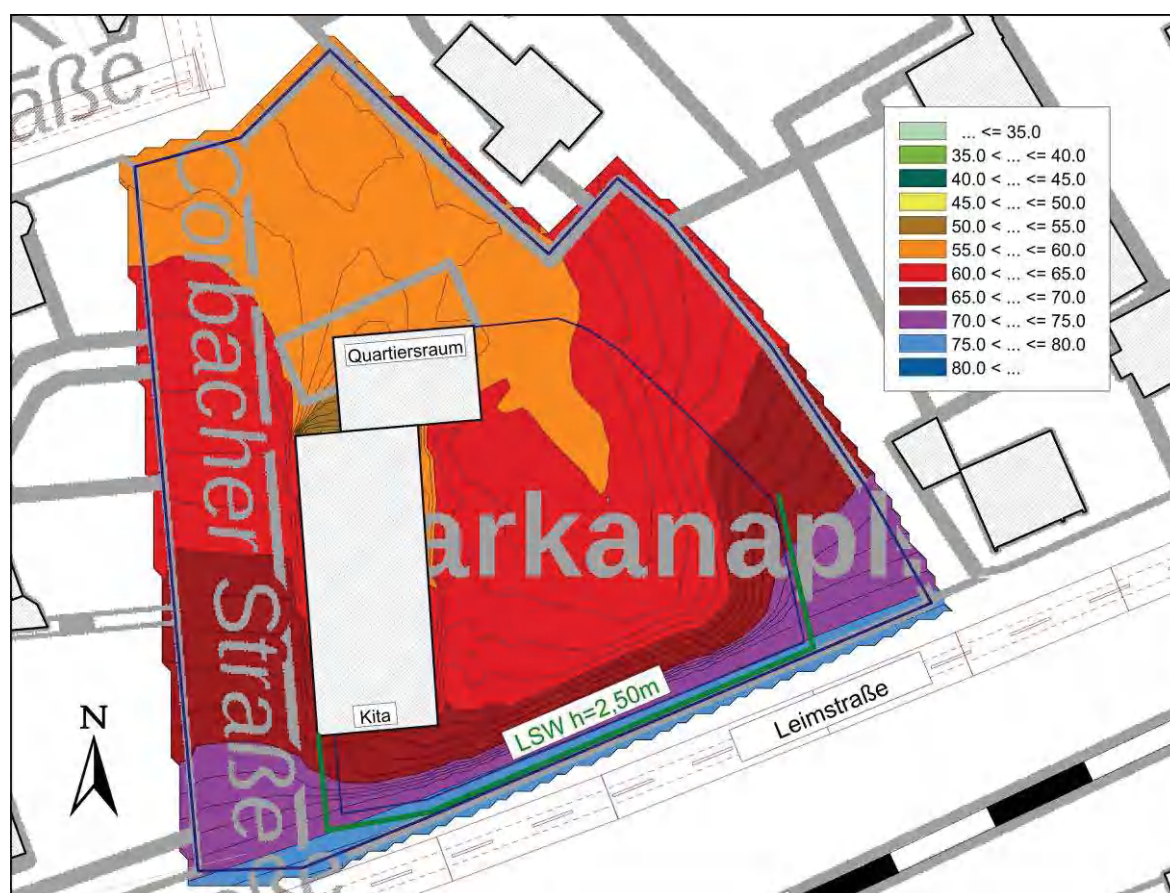 aße
Corbacher Straße
Quartiersraum
arkanapl
Kita
LSW h=2,50m
Leimstraße
N
... <= 35.0
35.0 < ... <= 40.0
40.0 < ... <= 45.0
45.0 < ... <= 50.0
50.0 < ... <= 55.0
55.0 < ... <= 60.0
60.0 < ... <= 65.0
65.0 < ... <= 70.0
70.0 < ... <= 75.0
75.0 < ... <= 80.0
80.0 < ...